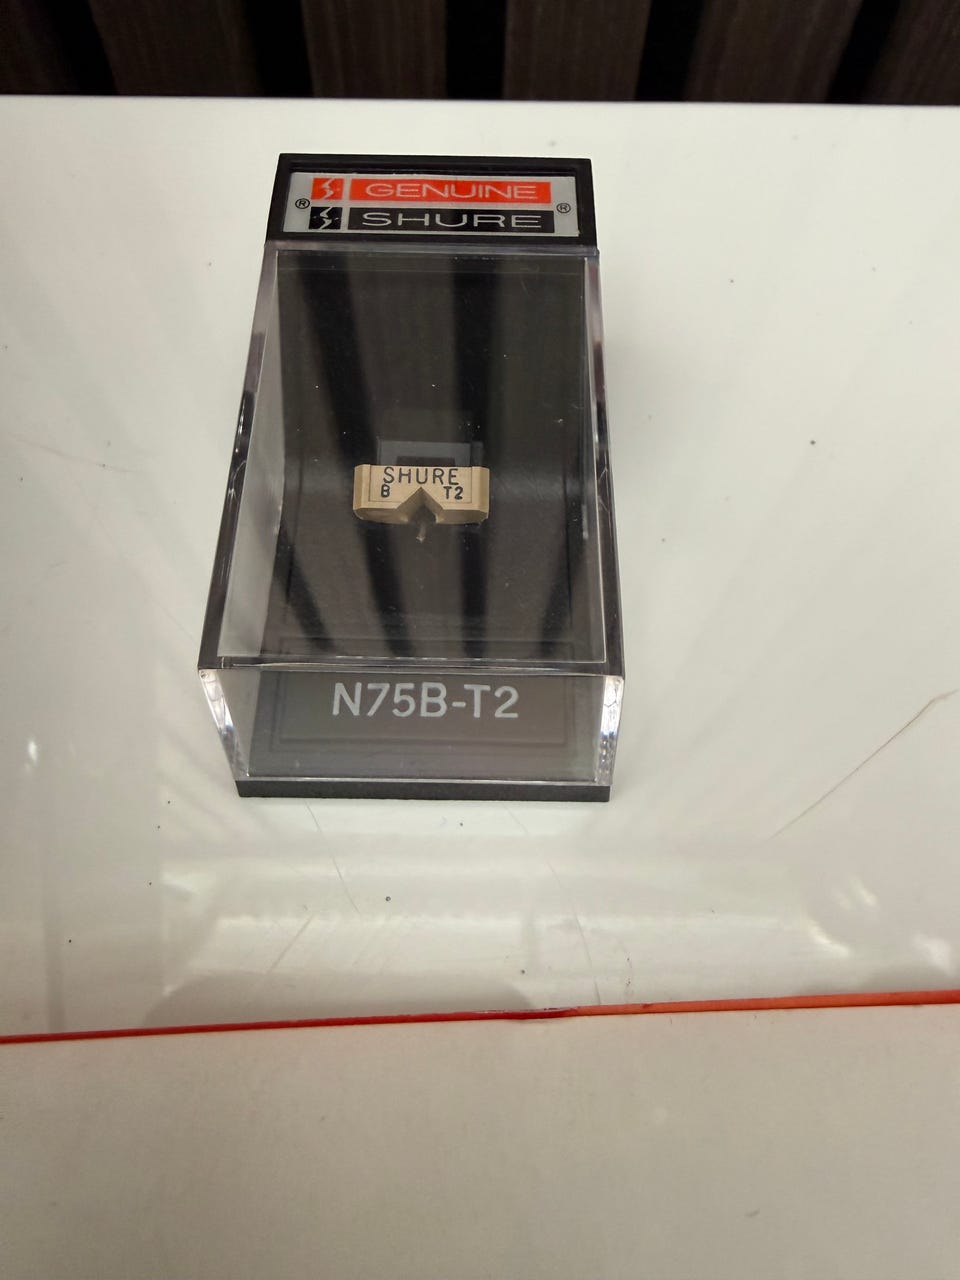 GENUINE
® SHURE ®
SHURE
B T2
N75B-T2